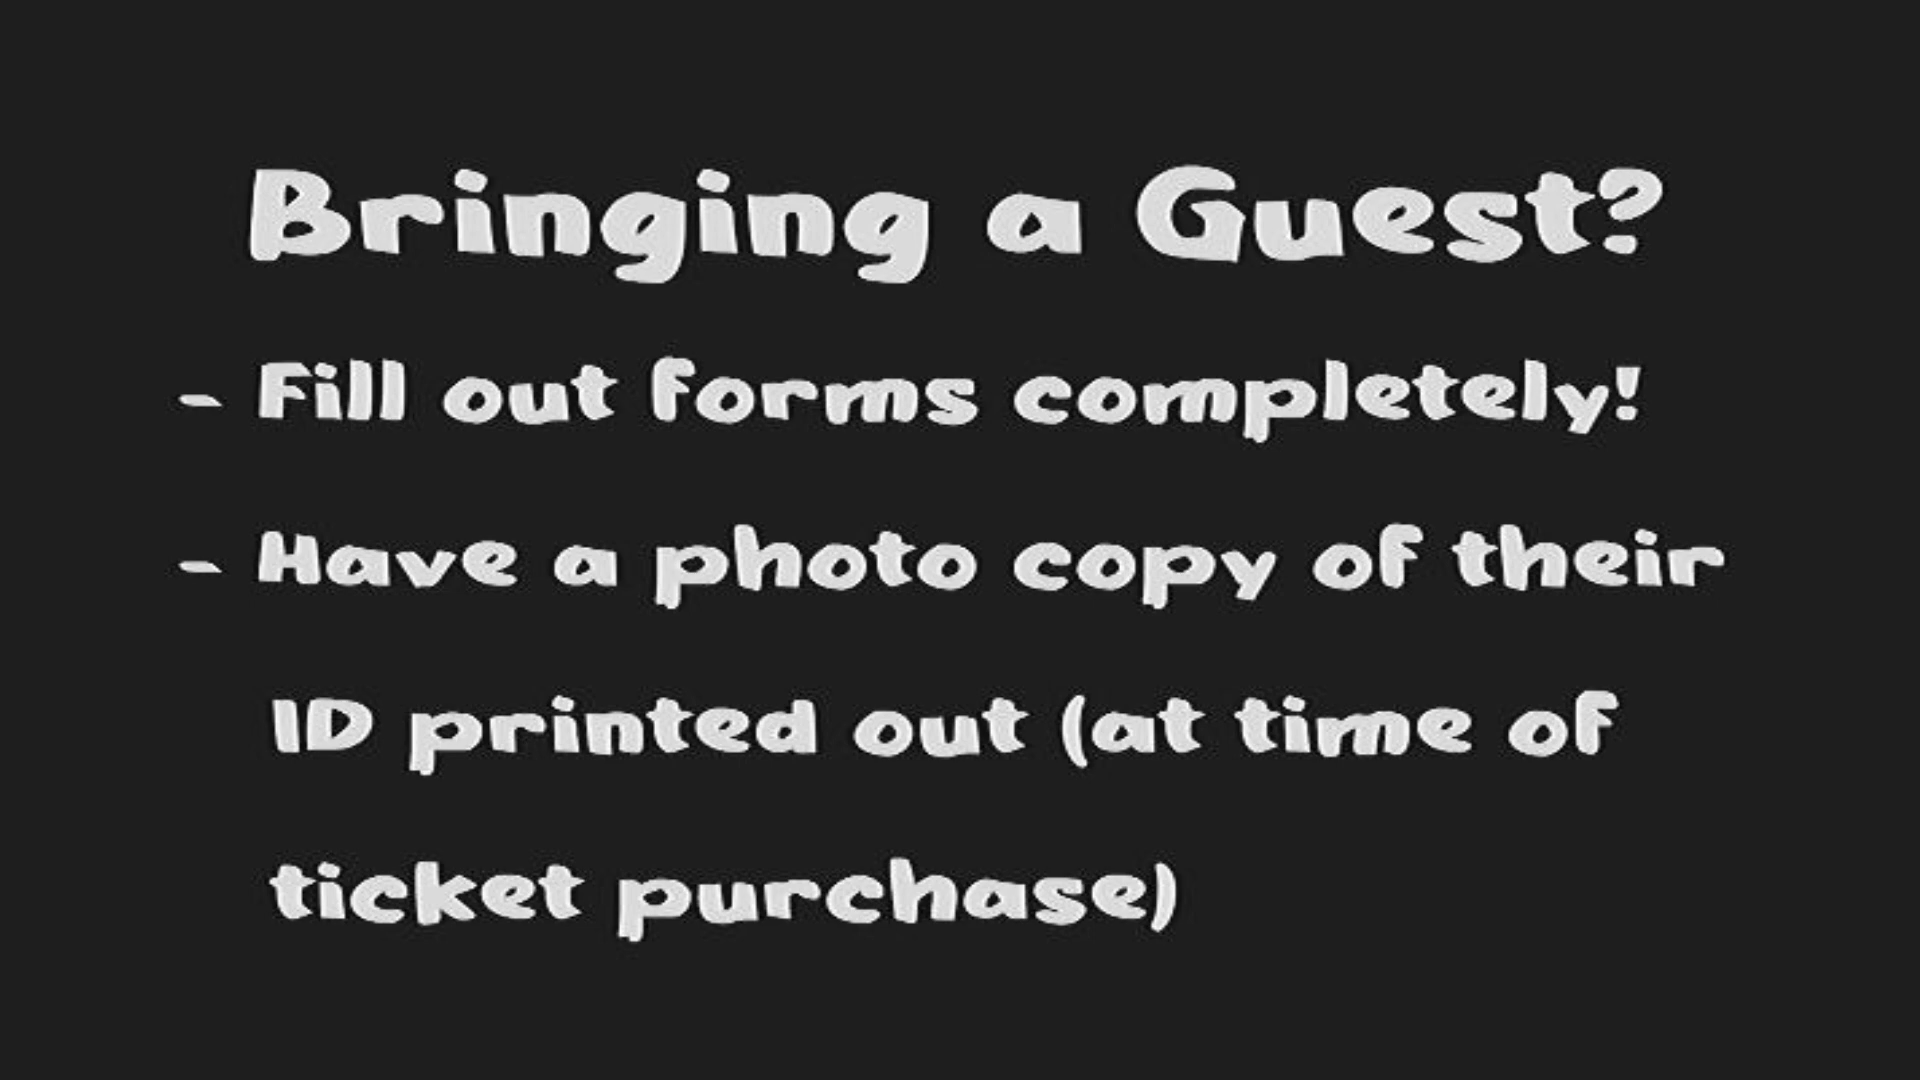 Bringing a Guest?
- Fill out forms completely!
- Have a photo copy of their
ID printed out (at time of
ticket purchase)